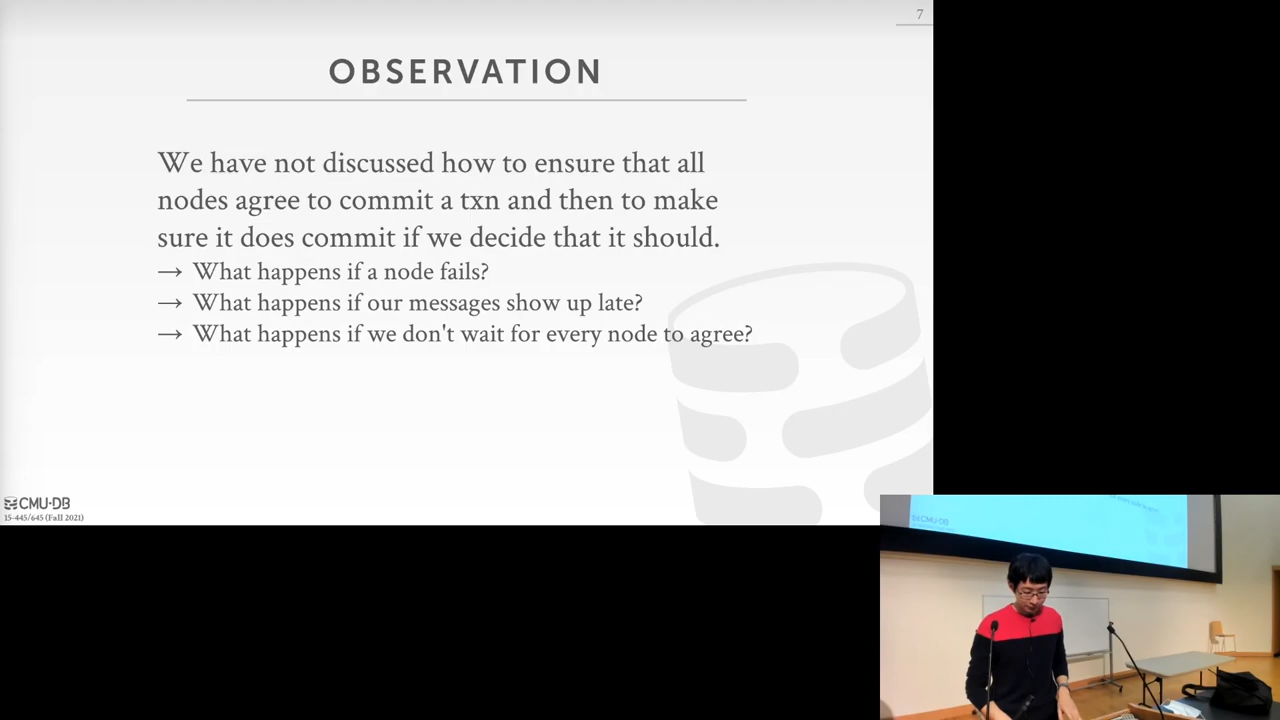 7
OBSERVATION
We have not discussed how to ensure that all
nodes agree to commit a txn and then to make
sure it does commit if we decide that it should.
→ What happens if a node fails?
→ What happens if our messages show up late?
→ What happens if we don't wait for every node to agree?
CMU·DB
15-445/645 (Fall 2021)
CMU·DB